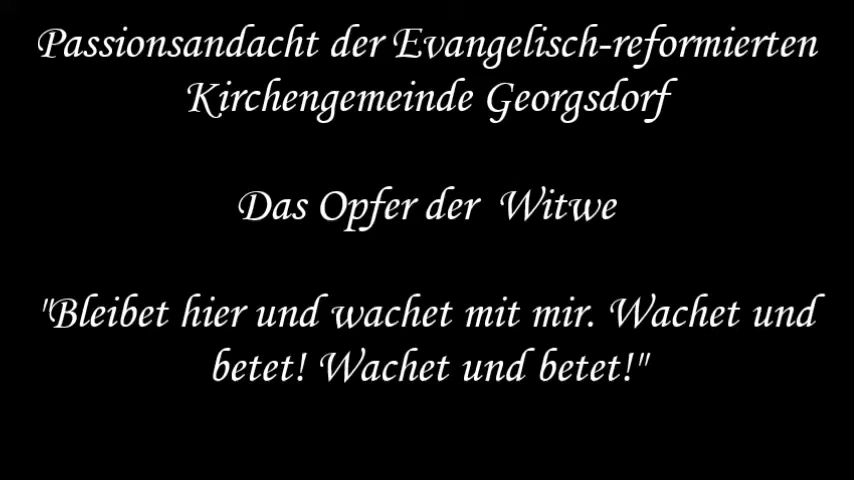 Passionsandacht der Evangelisch-reformierten
Kirchengemeinde Georgsdorf
Das Opfer der Witwe
"Bleibet hier und wachet mit mir. Wachet und
betet! Wachet und betet!"